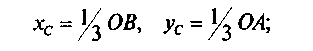 x_C = 1/3 OB, y_C = 1/3 OA;